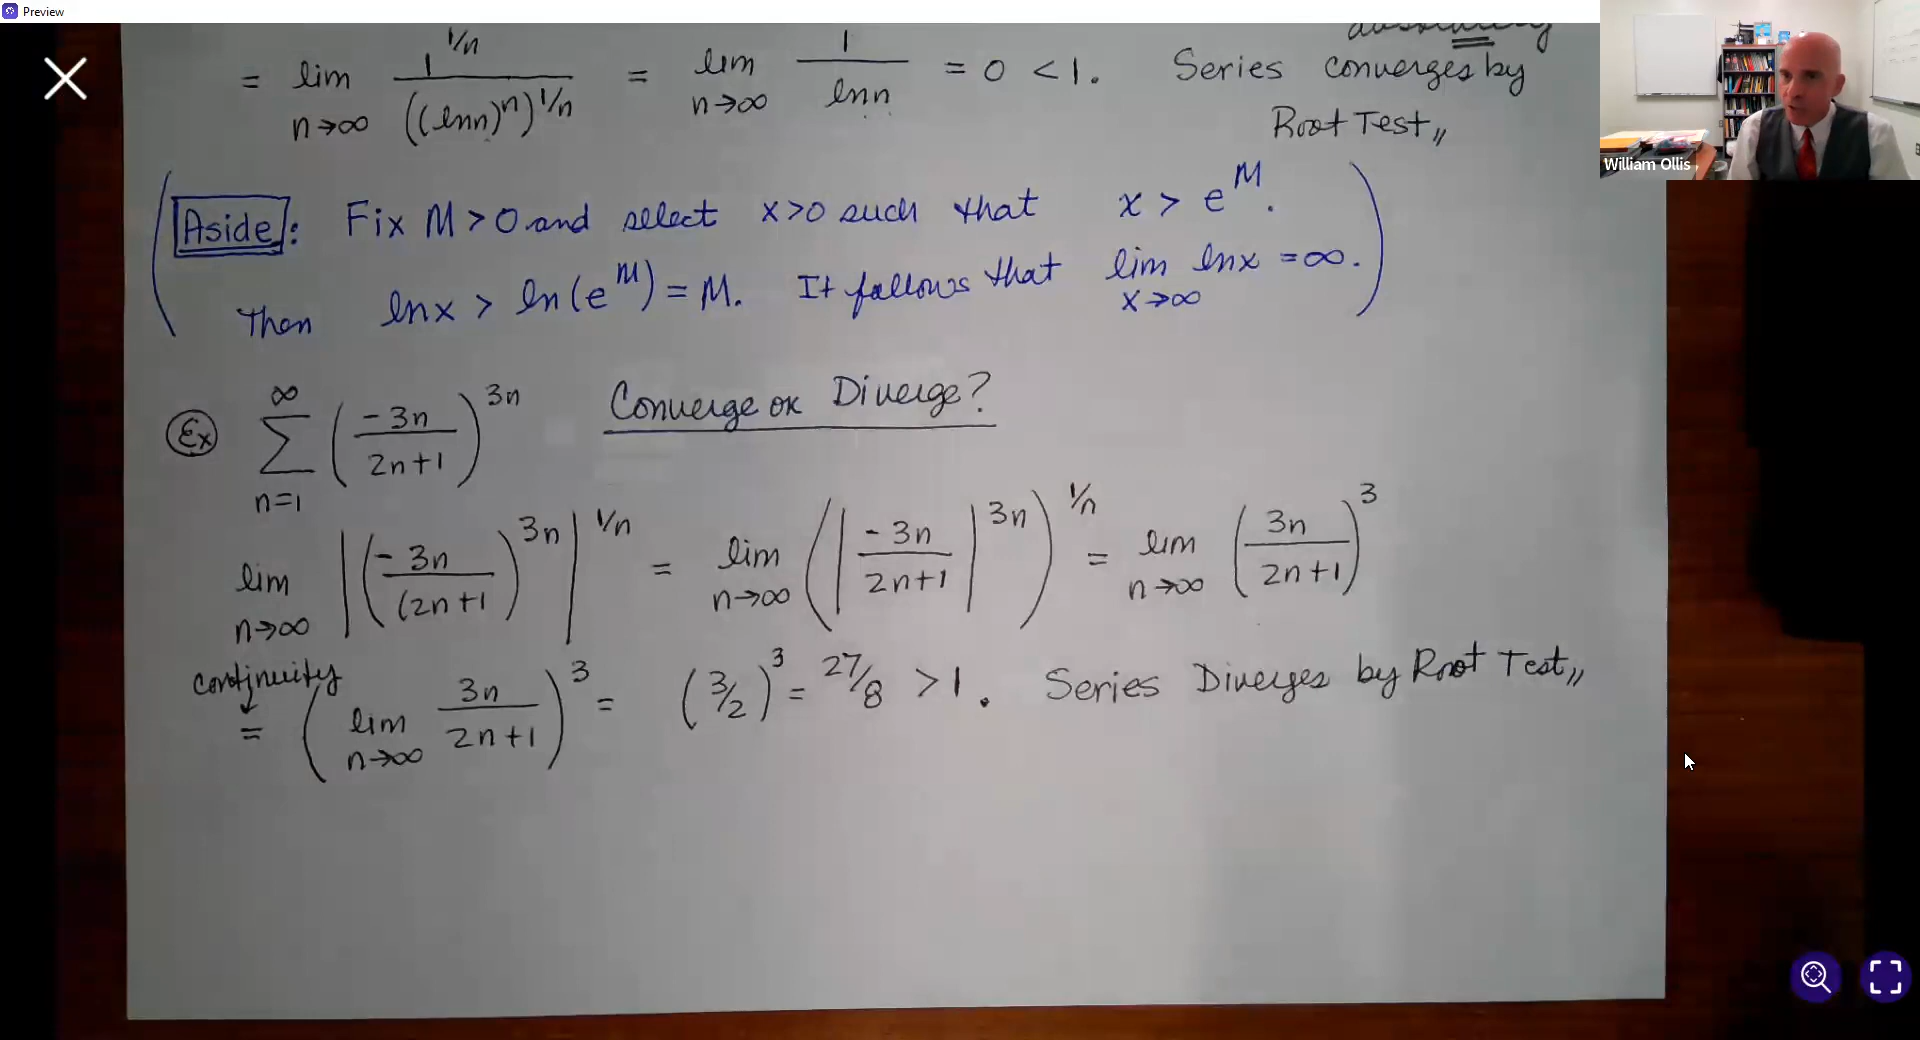 Preview
absolutely
= lim n→∞ 1^(1/n) / ((ln n)^n)^(1/n) = lim n→∞ 1 / ln n = 0 < 1. Series converges by
Root Test //
William Ollis
(Aside: Fix M > 0 and select x > 0 such that x > e^M.
Then ln x > ln(e^M) = M. It follows that lim x→∞ ln x = ∞.)
Ex ∑ n=1 ∞ (-3n / 2n+1)^3n Converge or Diverge?
lim n→∞ |(-3n / (2n+1)^3n|^1/n = lim n→∞ (|-3n / 2n+1|^3n)^1/n = lim n→∞ (3n / 2n+1)^3
continuity
= (lim n→∞ 3n / 2n+1)^3 = (3/2)^3 = 27/8 > 1. Series Diverges by Root Test //